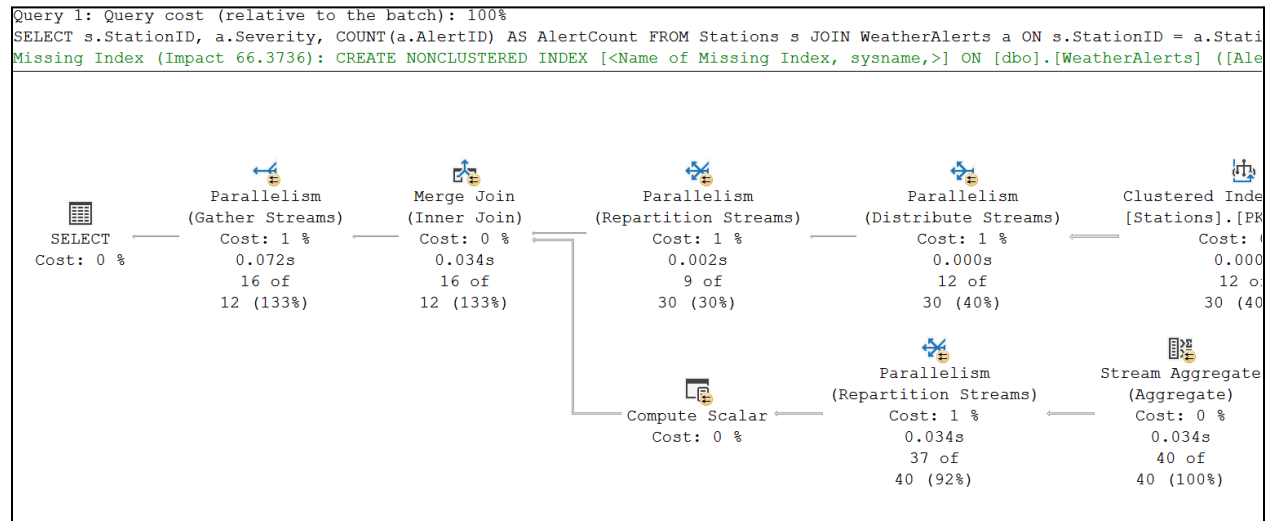 Query 1: Query cost (relative to the batch): 100%
SELECT s.StationID, a.Severity, COUNT(a.AlertID) AS AlertCount FROM Stations s JOIN WeatherAlerts a ON s.StationID = a.Stati
Missing Index (Impact 66.3736): CREATE NONCLUSTERED INDEX [<Name of Missing Index, sysname,>] ON [dbo].[WeatherAlerts] ([Ale
SELECT
Cost: 0 %
Parallelism
(Gather Streams)
Cost: 1 %
0.072s
16 of
12 (133%)
Merge Join
(Inner Join)
Cost: 0 %
0.034s
16 of
12 (133%)
Parallelism
(Repartition Streams)
Cost: 1 %
0.002s
9 of
30 (30%)
Parallelism
(Distribute Streams)
Cost: 1 %
0.000s
12 of
30 (40%)
Clustered Inde
[Stations].[PK
Cost:
0.000
12 o
30 (40
Compute Scalar
Cost: 0 %
Parallelism
(Repartition Streams)
Cost: 1 %
0.034s
37 of
40 (92%)
Stream Aggregate
(Aggregate)
Cost: 0 %
0.034s
40 of
40 (100%)